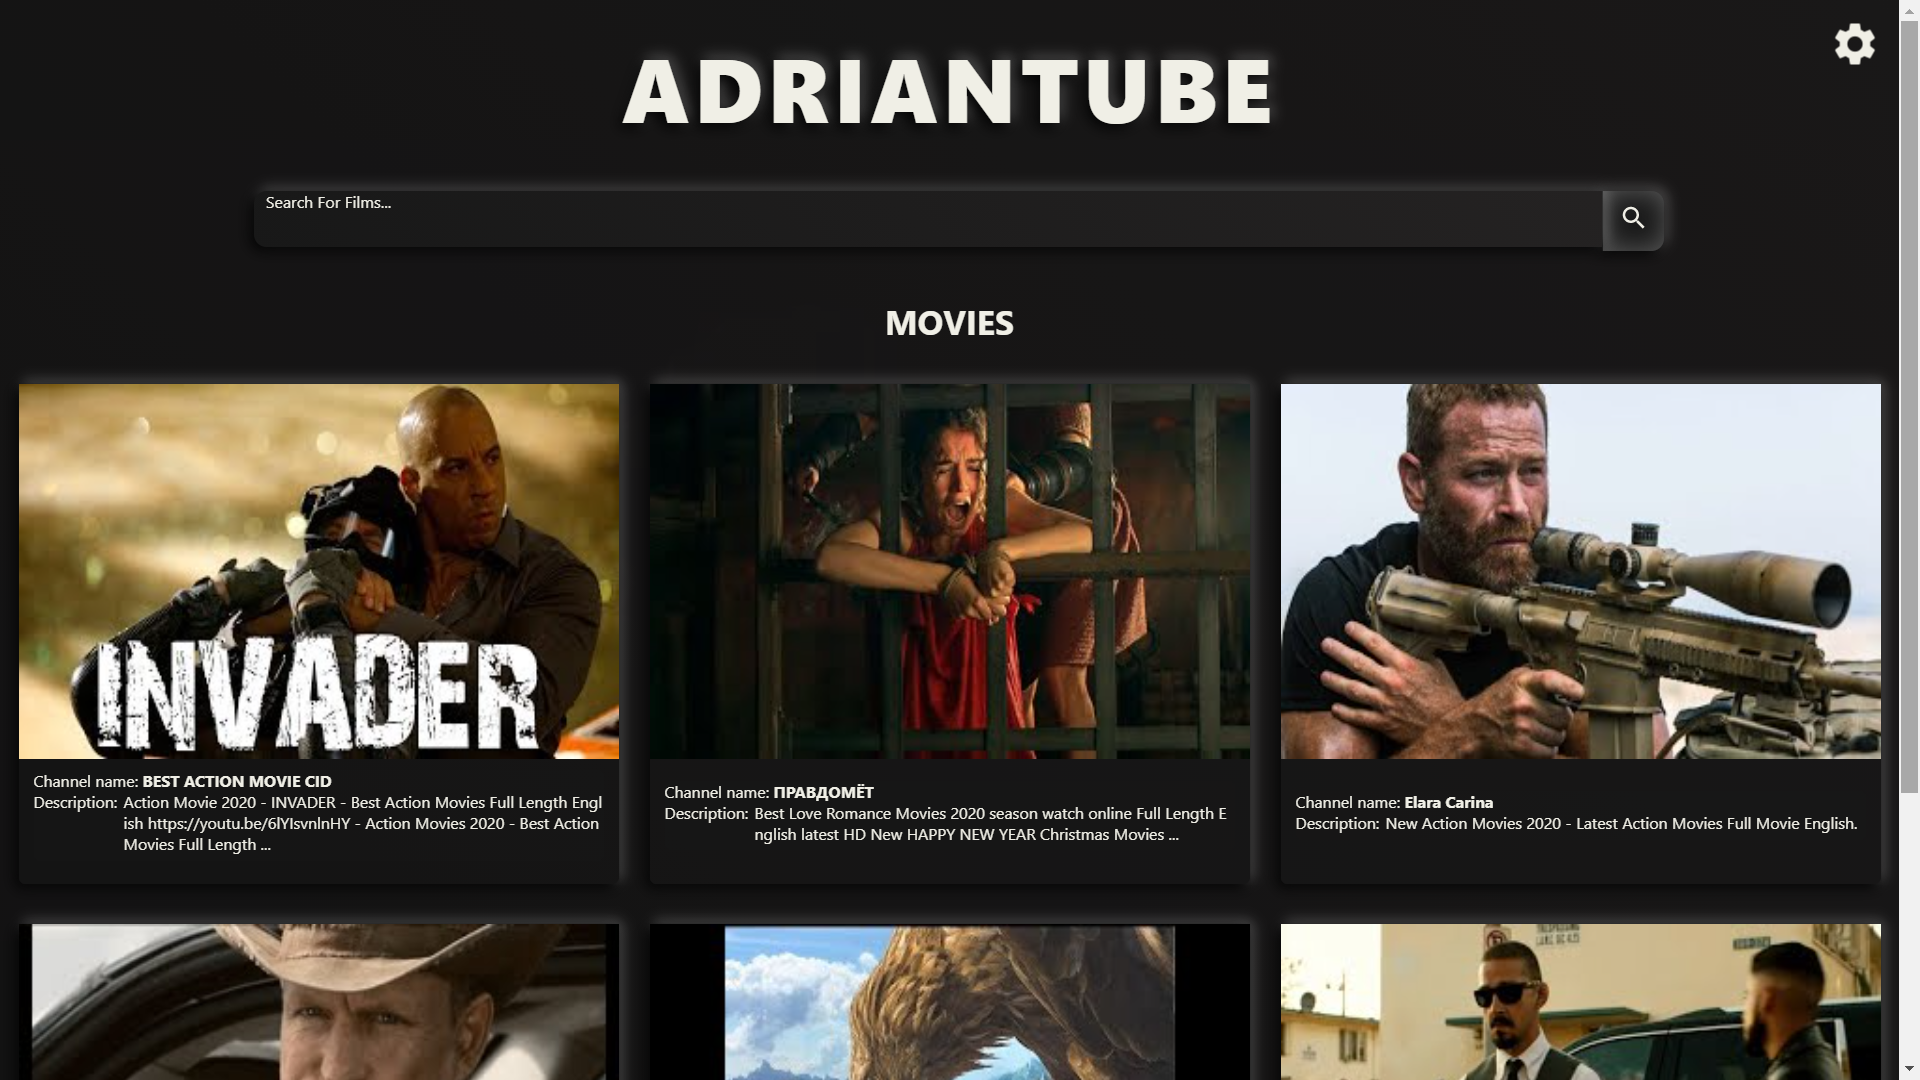 ADRIANTUBE
Search For Films...
MOVIES
INVADER
Channel name: BEST ACTION MOVIE CID
Description: Action Movie 2020 - INVADER - Best Action Movies Full Length Engl
ish https://youtu.be/6lYIsvnlnHY - Action Movies 2020 - Best Action
Movies Full Length ...
Channel name: ПРАВДОМЁТ
Description: Best Love Romance Movies 2020 season watch online Full Length E
nglish latest HD New HAPPY NEW YEAR Christmas Movies ...
Channel name: Elara Carina
Description: New Action Movies 2020 - Latest Action Movies Full Movie English.